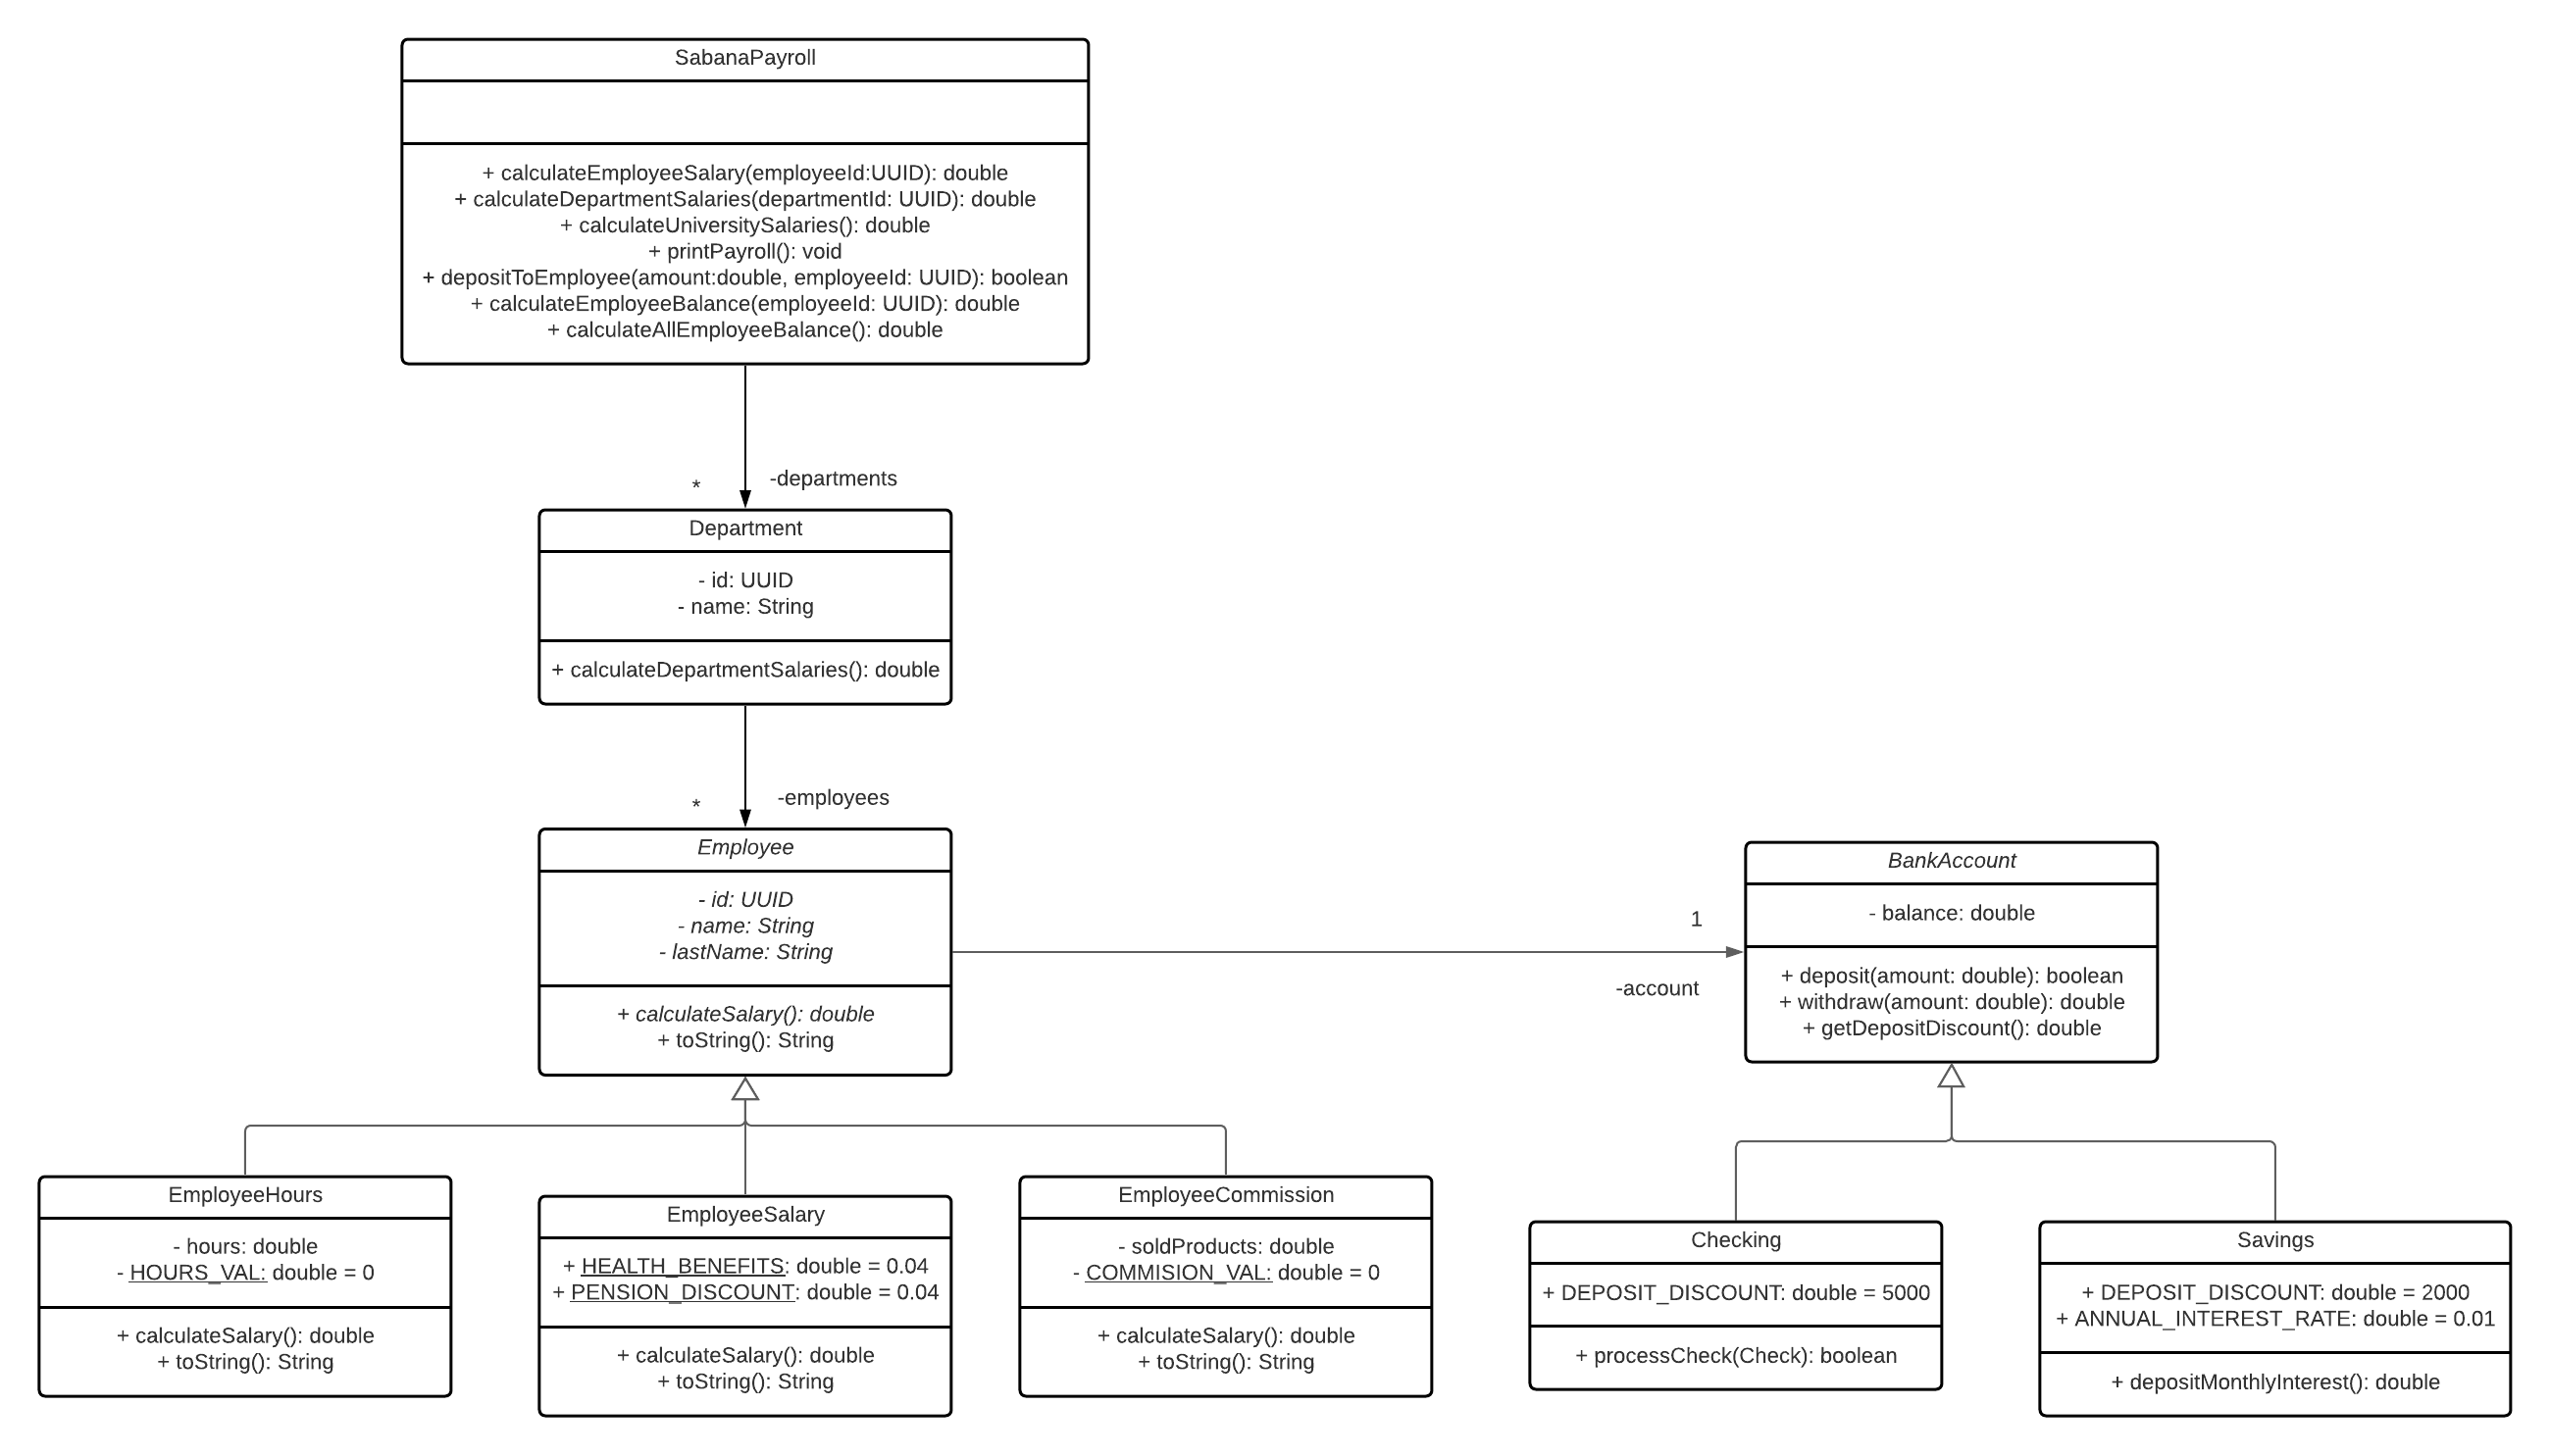 SabanaPayroll
+ calculateEmployeeSalary(employeeId:UUID): double
+ calculateDepartmentSalaries(departmentId: UUID): double
+ calculateUniversitySalaries(): double
+ printPayroll(): void
+ depositToEmployee(amount:double, employeeId: UUID): boolean
+ calculateEmployeeBalance(employeeId: UUID): double
+ calculateAllEmployeeBalance(): double
* -departments
Department
- id: UUID
- name: String
+ calculateDepartmentSalaries(): double
* -employees
Employee
- id: UUID
- name: String
- lastName: String
+ calculateSalary(): double
+ toString(): String
1
-account
BankAccount
- balance: double
+ deposit(amount: double): boolean
+ withdraw(amount: double): double
+ getDepositDiscount(): double
EmployeeHours
- hours: double
- HOURS_VAL: double = 0
+ calculateSalary(): double
+ toString(): String
EmployeeSalary
+ HEALTH_BENEFITS: double = 0.04
+ PENSION_DISCOUNT: double = 0.04
+ calculateSalary(): double
+ toString(): String
EmployeeCommission
- soldProducts: double
- COMMISION_VAL: double = 0
+ calculateSalary(): double
+ toString(): String
Checking
+ DEPOSIT_DISCOUNT: double = 5000
+ processCheck(Check): boolean
Savings
+ DEPOSIT_DISCOUNT: double = 2000
+ ANNUAL_INTEREST_RATE: double = 0.01
+ depositMonthlyInterest(): double